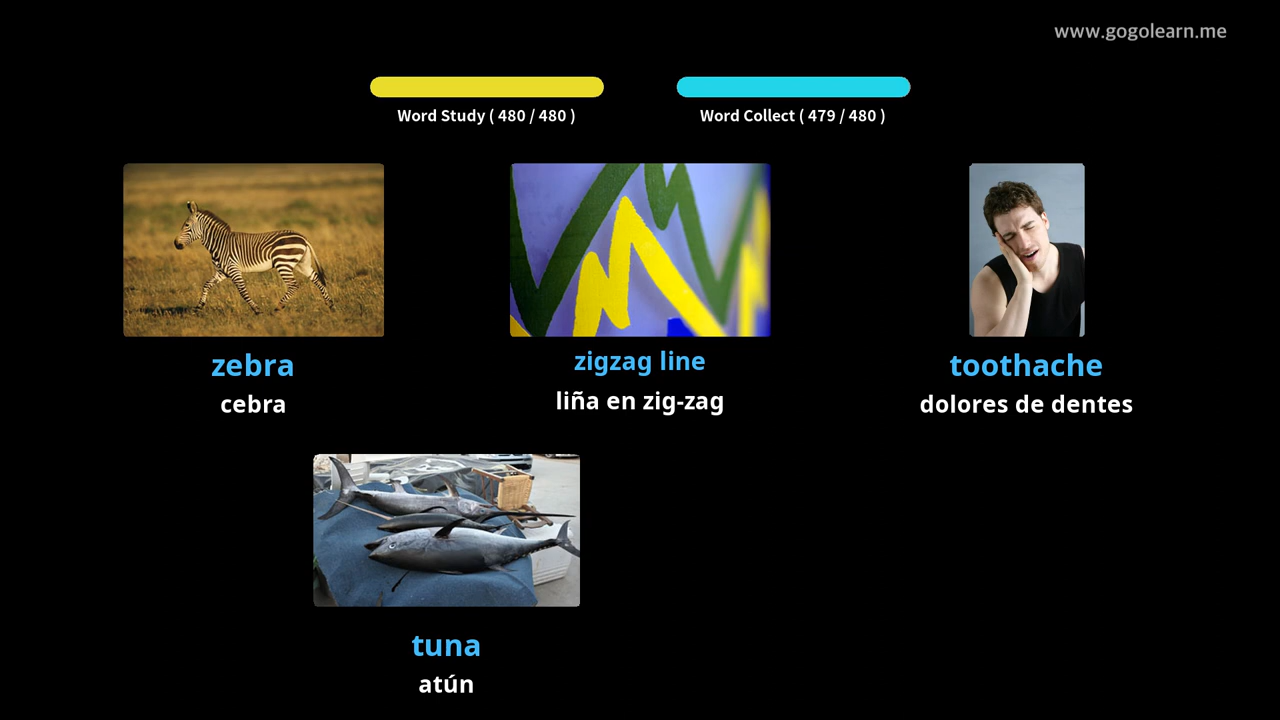 www.gogolearn.me
Word Study ( 480 / 480 )
Word Collect ( 479 / 480 )
zebra
cebra
zigzag line
liña en zig-zag
toothache
dolores de dentes
tuna
atún